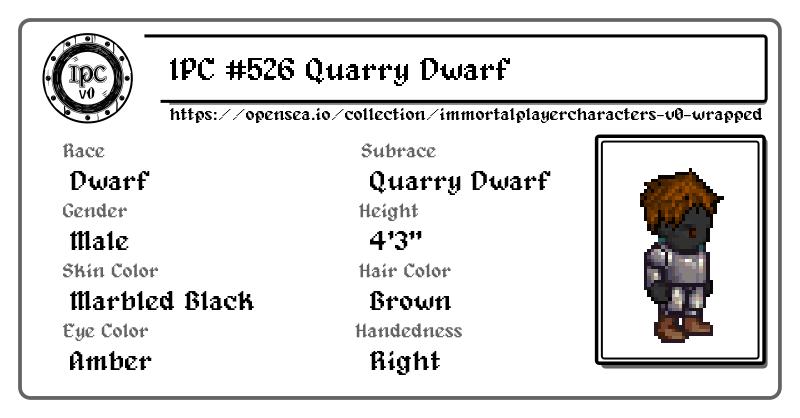 1PC #526 Quarry Dwarf
1pc
v0
https://opensea.io/collection/immortalplayercharacters-v0-wrapped
Race
Subrace
Dwarf
Quarry Dwarf
Gender
Height
Male
4'3"
Skin Color
Hair Color
Marbled Black
Brown
Eye Color
Handedness
Amber
Right